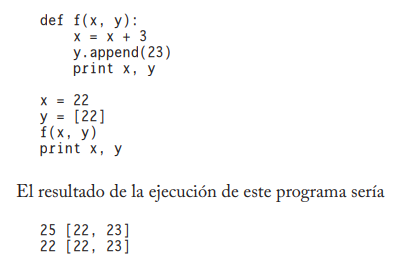 def f(x, y):
    x = x + 3
    y.append(23)
    print x, y
x = 22
y = [22]
f(x, y)
print x, y
El resultado de la ejecución de este programa sería
25 [22, 23]
22 [22, 23]